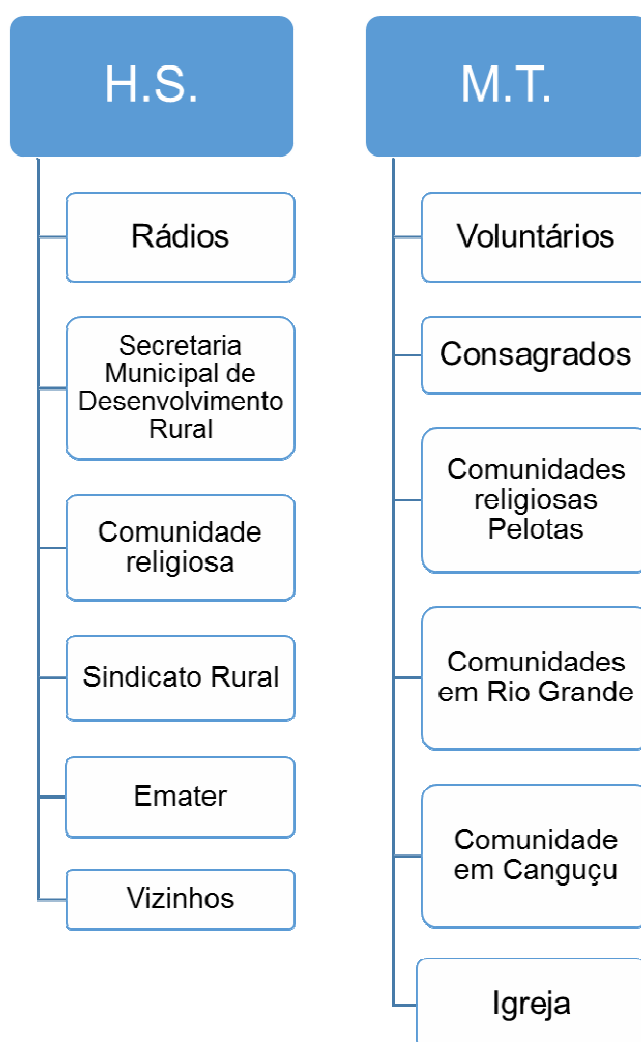 H.S.
Rádios
Secretaria
Municipal de
Desenvolvimento
Rural
Comunidade
religiosa
Sindicato Rural
Emater
Vizinhos
M.T.
Voluntários
Consagrados
Comunidades
religiosas
Pelotas
Comunidades
em Rio Grande
Comunidade
em Canguçu
Igreja